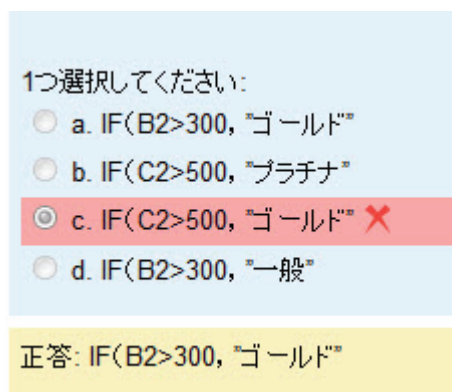 1つ選択してください:
a. IF(B2>300, "ゴールド"
b. IF(C2>500, "プラチナ"
c. IF(C2>500, "ゴールド"
d. IF(B2>300, "一般"
正答: IF(B2>300, "ゴールド"